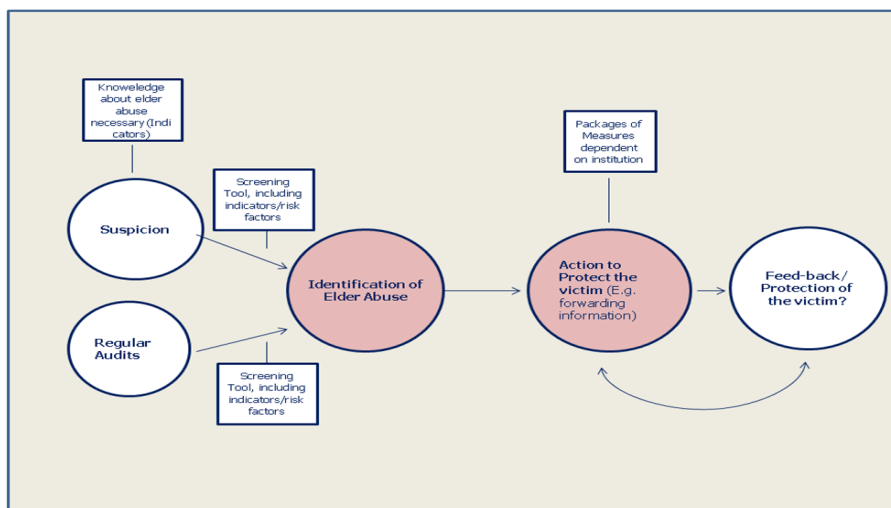 Knoweledge
about elder
abuse
necessary(Indi
cators)
Suspicion
Screening
Tool, including
indicators/risk
factors
Identification of
Elder Abuse
Regular
Audits
Screening
Tool, including
indicators/risk
factors
Packages of
Measures
dependent
on institution
Action to
Protect the
victim (E.g.
forwarding
information)
Feed-back/
Protection of
the victim?